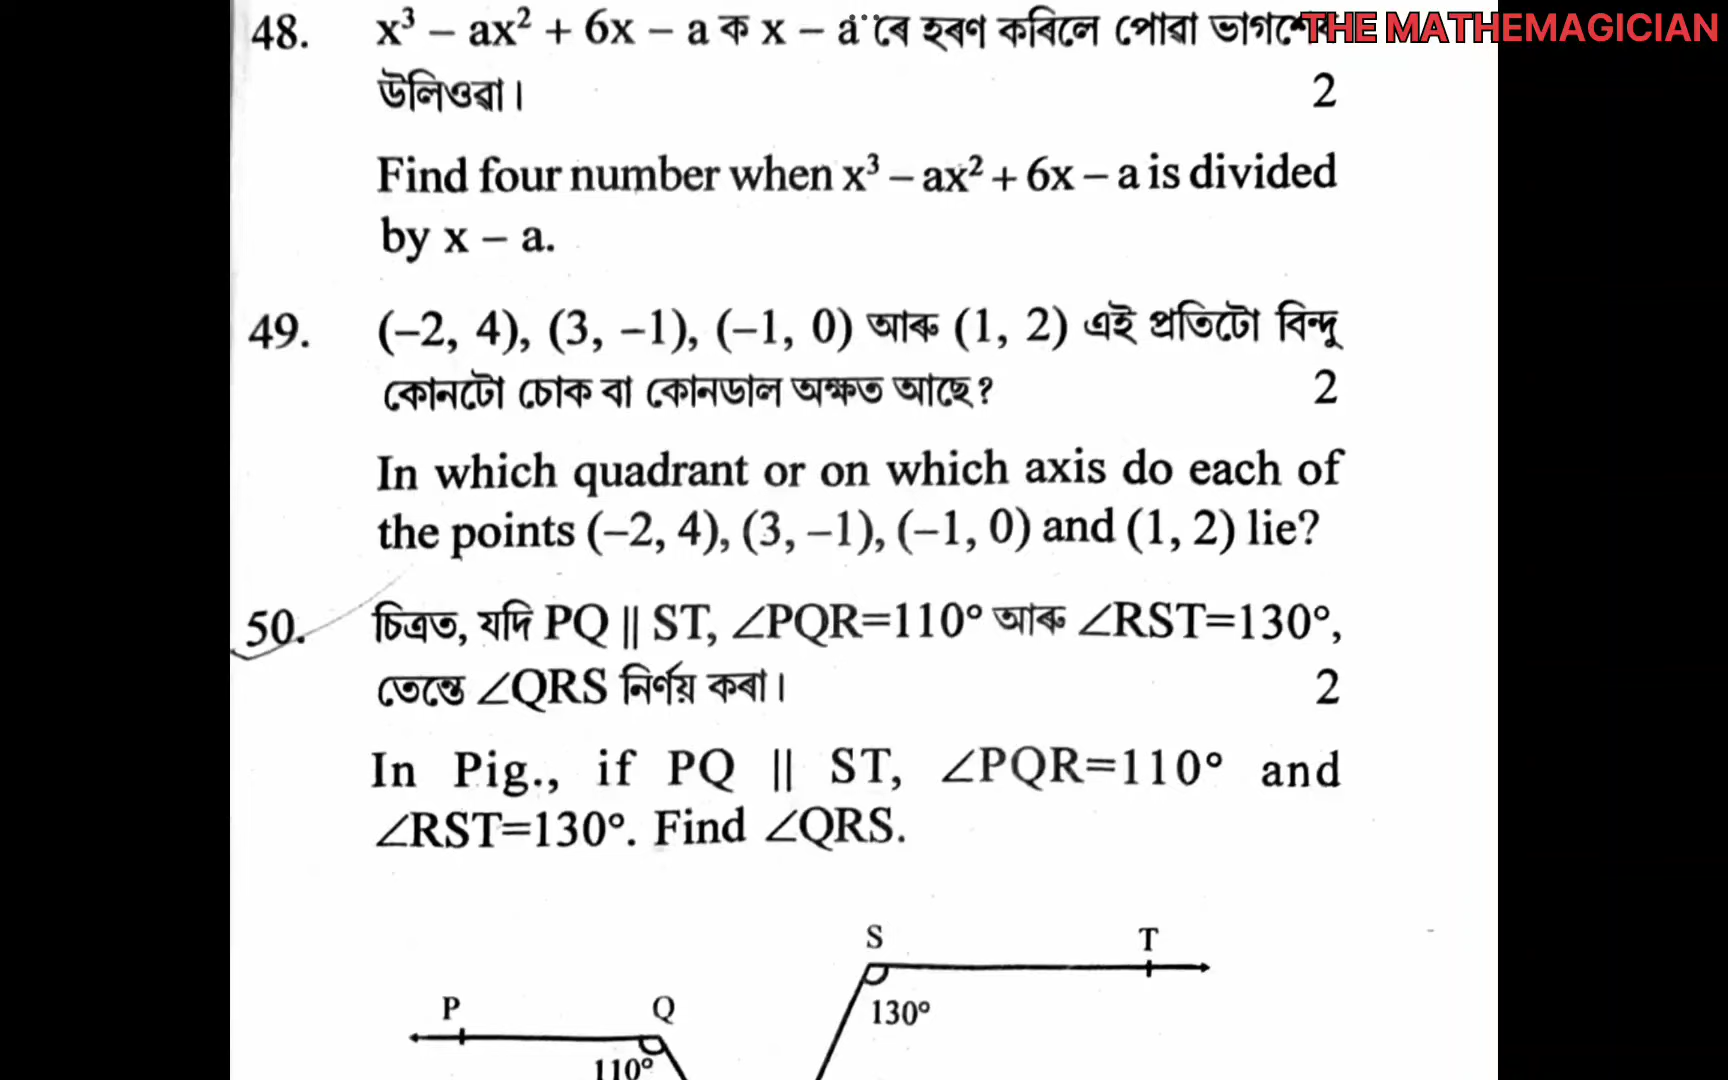 48. x³ – ax² + 6x – a ক x – a ৰে হৰণ কৰিলে পোৱা
THE MATHEMAGICIAN
উলিওৱা।
2
Find four number when x³ – ax² + 6x – a is divided
by x – a.
49. (–2, 4), (3, –1), (–1, 0) আৰু (1, 2) এই প্ৰতিটো বিন্দু
কোনটো চোক বা কোনডাল অক্ষত আছে?
2
In which quadrant or on which axis do each of
the points (–2, 4), (3, –1), (–1, 0) and (1, 2) lie?
50. চিত্ৰত, যদি PQ || ST, ∠PQR=110° আৰু ∠RST=130°,
তেন্তে ∠QRS নিৰ্ণয় কৰা।
2
In Pig., if PQ || ST, ∠PQR=110° and
∠RST=130°. Find ∠QRS.
S
T
130°
P
Q
110°